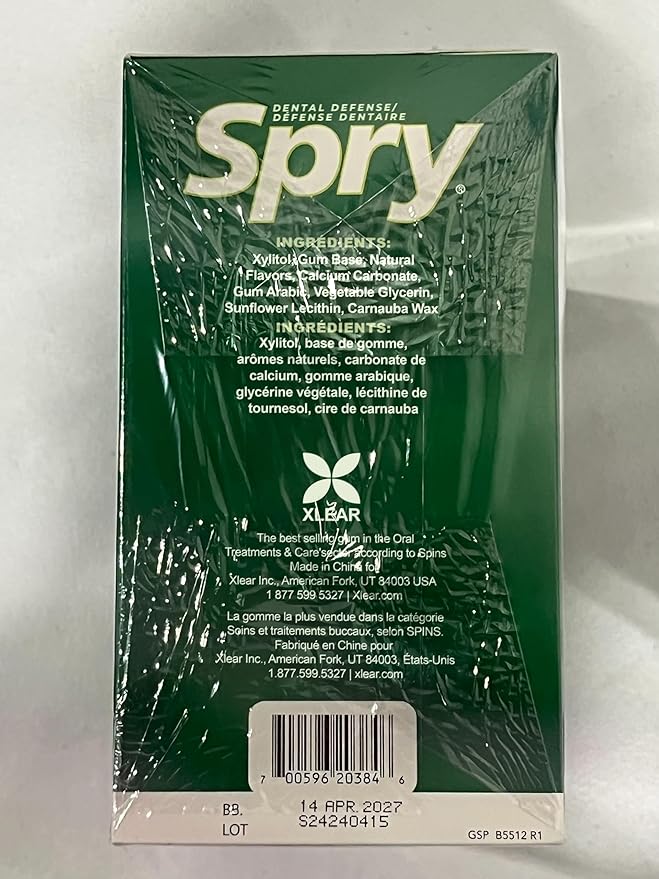 DENTAL DEFENSE/
DÉFENSE DENTAIRE
Spry®
INGRÉDIENTS:
Xylitol, Gum Base, Natural
Flavors, Calcium Carbonate,
Gum Arabic, Vegetable Glycerin,
Sunflower Lecithin, Carnauba Wax
INGRÉDIENTS:
Xylitol, base de gomme,
arômes naturels, carbonate de
calcium, gomme arabique,
glycérine végétale, lécithine de
tournesol, cire de carnauba
XLEAR
The best selling gum in the Oral
Treatments & Care sector according to Spins
Made in China for
Xlear Inc., American Fork, UT 84003 USA
1 877 599 5327 | Xlear.com
La gomme la plus vendue dans la catégorie
Soins et traitements buccaux, selon SPINS.
Fabriqué en Chine pour
Xlear Inc., American Fork, UT 84003, États-Unis
1.877.599.5327 | xlear.com
7 00596 20384 6
BB. 14 APR. 2027
LOT S24240415
GSP B5512 R1